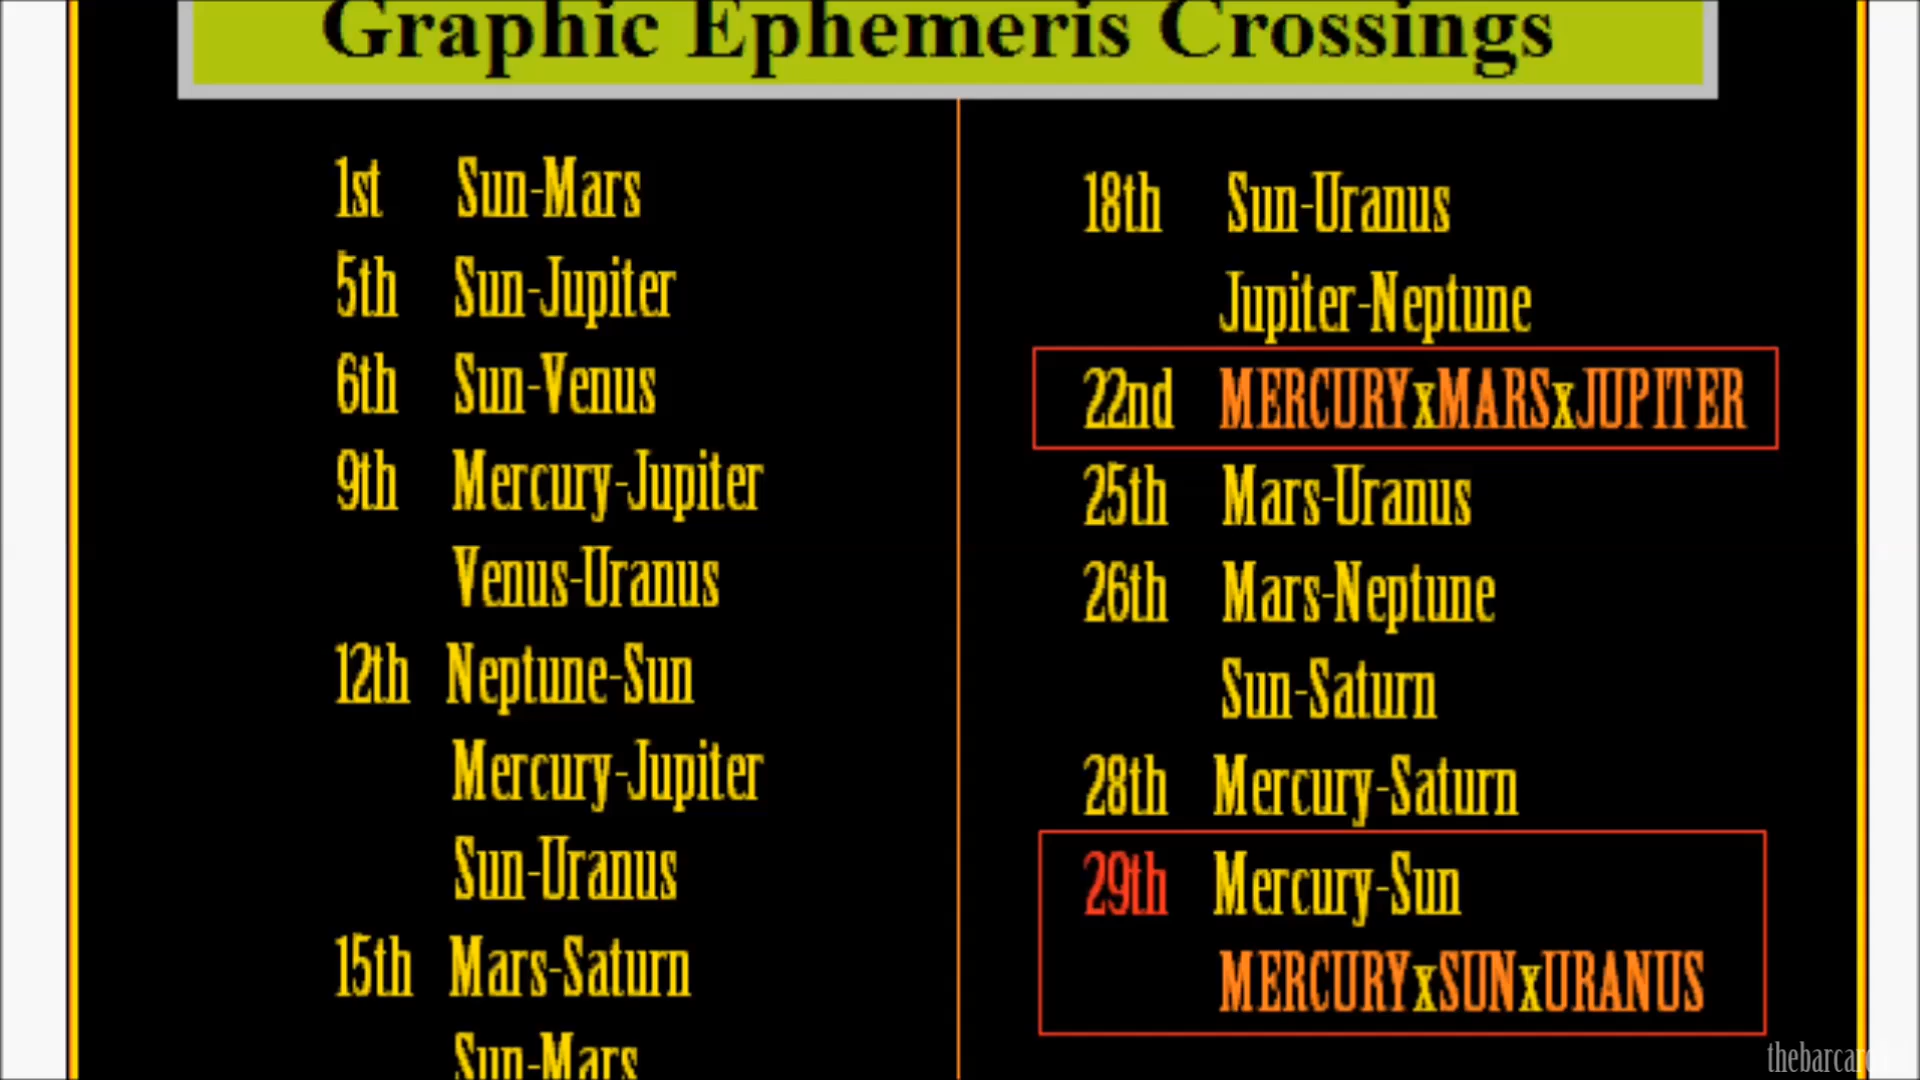 Graphic Ephemeris Crossings
1st Sun-Mars
5th Sun-Jupiter
6th Sun-Venus
9th Mercury-Jupiter
Venus-Uranus
12th Neptune-Sun
Mercury-Jupiter
Sun-Uranus
15th Mars-Saturn
Sun-Mars
18th Sun-Uranus
Jupiter-Neptune
22nd MERCURYxMARSxJUPITER
25th Mars-Uranus
26th Mars-Neptune
Sun-Saturn
28th Mercury-Saturn
29th Mercury-Sun
MERCURYxSUNxURANUS